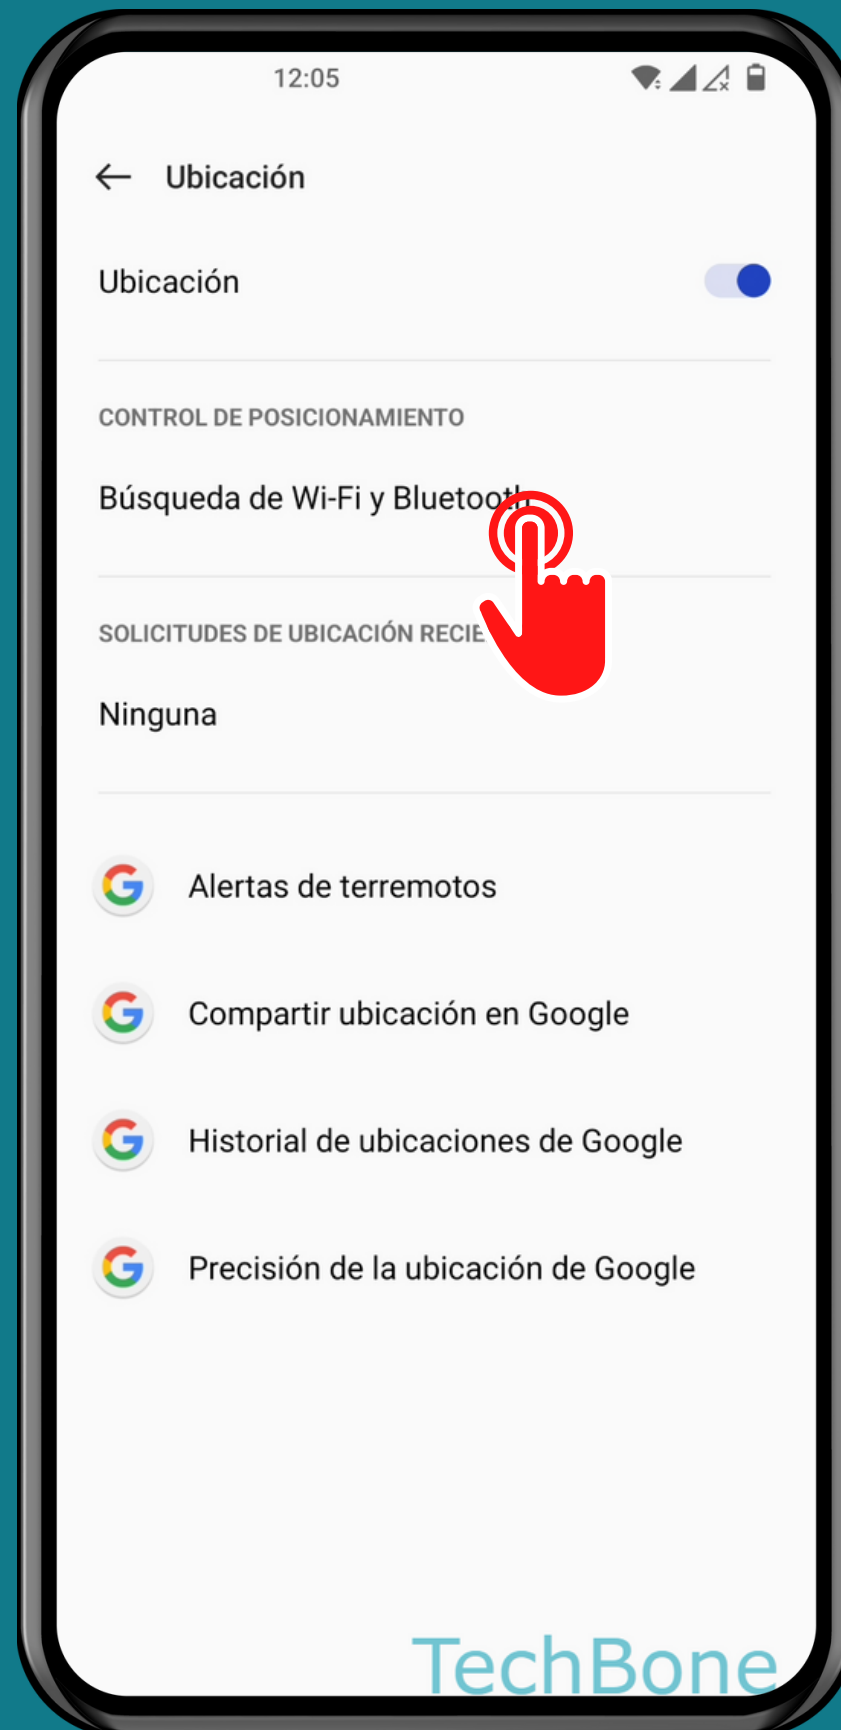 12:05
Ubicación
Ubicación
CONTROL DE POSICIONAMIENTO
Búsqueda de Wi-Fi y Bluetooth
SOLICITUDES DE UBICACIÓN
Ninguna
Alertas de terremotos
Compartir ubicación en Google
Historial de ubicaciones de Google
Precisión de la ubicación de Google
TechBone